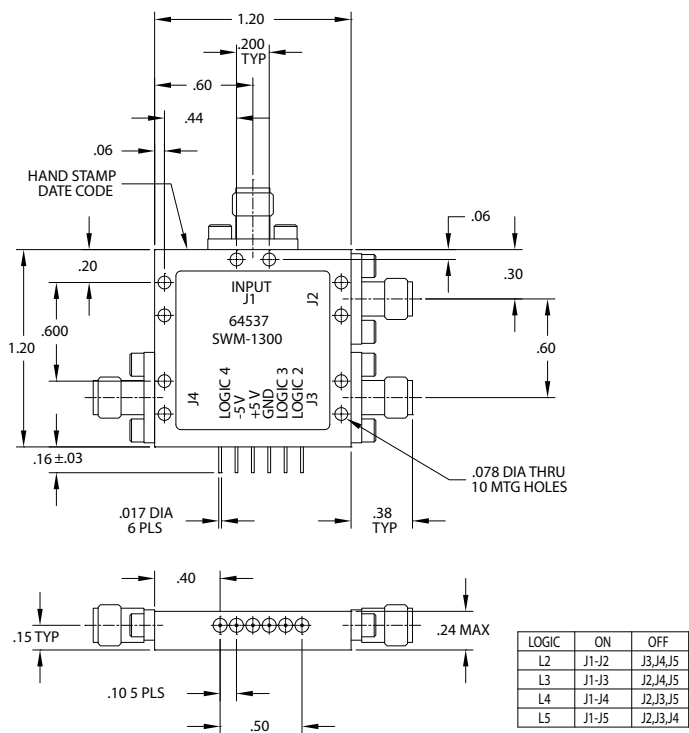 1.20
.200
TYP
.60
.44
.06
HAND STAMP
DATE CODE
.06
.20
.30
INPUT
J1
J2
64537
SWM-1300
.600
1.20
.60
J4
LOGIC 4
-5 V
+5 V
GND
LOGIC 3
LOGIC 2
J3
.16 ±.03
.078 DIA THRU
10 MTG HOLES
.017 DIA
6 PLS
.38
TYP
.40
.15 TYP
.24 MAX
.10 5 PLS
.50
LOGIC ON OFF
L2 J1-J2 J3,J4,J5
L3 J1-J3 J2,J4,J5
L4 J1-J4 J2,J3,J5
L5 J1-J5 J2,J3,J4